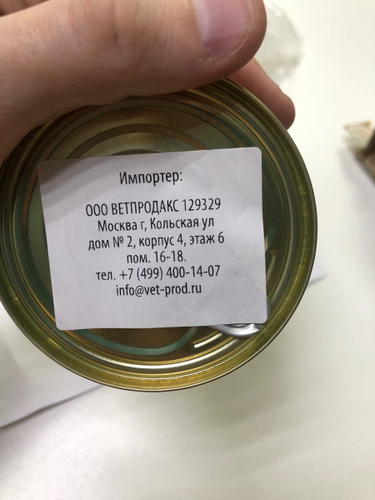 Импортер:
ООО ВЕТПРОДАКС 129329
Москва г, Кольская ул
дом № 2, корпус 4, этаж 6
пом. 16-18.
тел. +7 (499) 400-14-07
info@vet-prod.ru